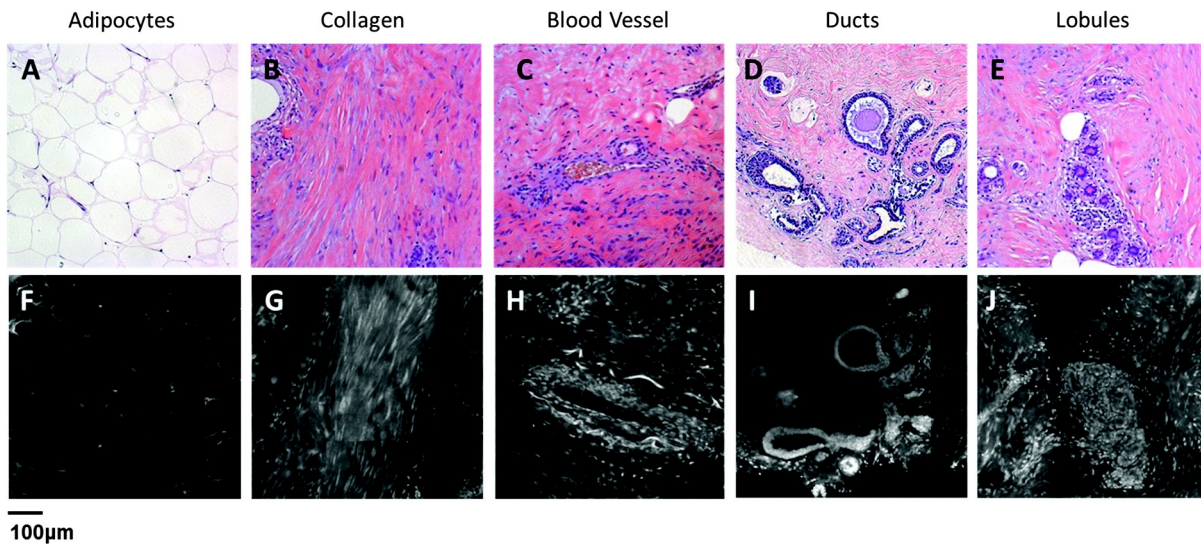 Adipocytes Collagen Blood Vessel Ducts Lobules
A B C D E
F G H I J
100μm